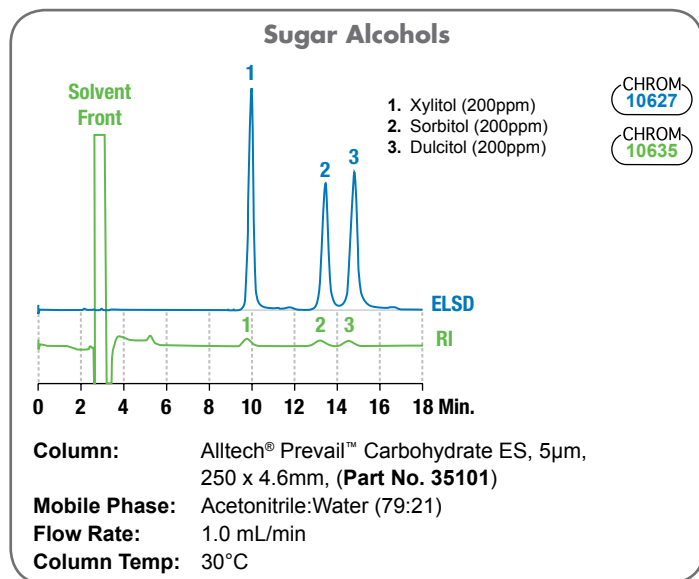 Sugar Alcohols
Solvent
Front
1
2
3
1. Xylitol (200ppm)
2. Sorbitol (200ppm)
3. Dulcitol (200ppm)
CHROM
10627
CHROM
10635
ELSD
1
2
3
RI
0 2 4 6 8 10 12 14 16 18 Min.
Column: Alltech® Prevail™ Carbohydrate ES, 5µm,
250 x 4.6mm, (Part No. 35101)
Mobile Phase: Acetonitrile:Water (79:21)
Flow Rate: 1.0 mL/min
Column Temp: 30°C